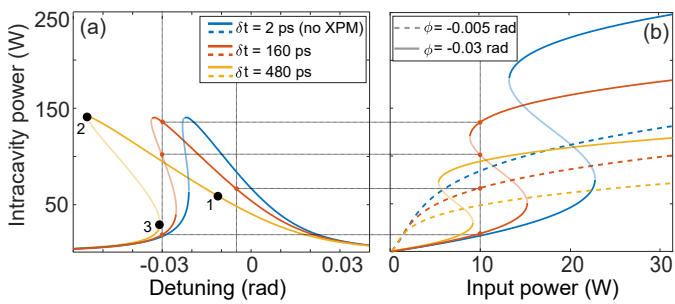 (a)
δt = 2 ps (no XPM)
δt = 160 ps
δt = 480 ps
1
2
3
250
200
150
100
50
Intracavity power (W)
-0.03
0
0.03
Detuning (rad)
ϕ= -0.005 rad
ϕ= -0.03 rad
(b)
0
10
20
30
Input power (W)